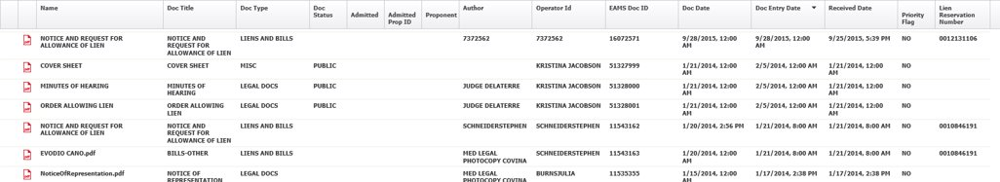 Name Doc Title Doc Type Doc Status Admitted Admitted Prop ID Proponent Author Operator Id EAMS Doc ID Doc Date Doc Entry Date Received Date Priority Flag Lien Reservation Number
NOTICE AND REQUEST FOR ALLOWANCE OF LIEN NOTICE AND REQUEST FOR ALLOWANCE OF LIEN LIENS AND BILLS 7372562 7372562 16072571 9/28/2015, 12:00 AM 9/28/2015, 12:00 AM 9/25/2015, 5:39 PM NO 0012131106
COVER SHEET COVER SHEET MISC PUBLIC KRISTINA JACOBSON 51327999 1/21/2014, 12:00 AM 2/5/2014, 12:00 AM 1/21/2014, 12:00 AM NO
MINUTES OF HEARING MINUTES OF HEARING LEGAL DOCS PUBLIC JUDGE DELATERRE KRISTINA JACOBSON 51328000 1/21/2014, 12:00 AM 2/5/2014, 12:00 AM 1/21/2014, 12:00 AM NO
ORDER ALLOWING LIEN ORDER ALLOWING LIEN LEGAL DOCS PUBLIC JUDGE DELATERRE KRISTINA JACOBSON 51328001 1/21/2014, 12:00 AM 2/5/2014, 12:00 AM 1/21/2014, 12:00 AM NO
NOTICE AND REQUEST FOR ALLOWANCE OF LIEN NOTICE AND REQUEST FOR ALLOWANCE OF LIEN LIENS AND BILLS SCHNEIDERSTEPHEN SCHNEIDERSTEPHEN 11543162 1/20/2014, 2:56 PM 1/21/2014, 8:00 AM 1/21/2014, 8:00 AM NO 0010846191
EVODIO CANO.pdf BILLS-OTHER LIENS AND BILLS MED LEGAL PHOTOCOPY COVINA SCHNEIDERSTEPHEN 11543163 1/20/2014, 12:00 AM 1/21/2014, 8:00 AM 1/21/2014, 8:00 AM NO 0010846191
NoticeOfRepresentation.pdf NOTICE OF REPRESENTATION LEGAL DOCS MED LEGAL PHOTOCOPY COVINA BURNSJULIA 11535355 1/15/2014, 12:00 AM 1/17/2014, 2:38 PM 1/17/2014, 2:38 PM NO